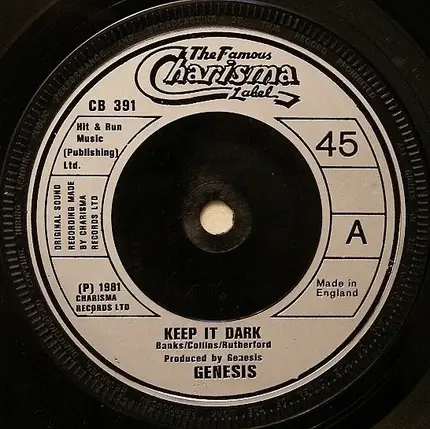 The Famous
Charisma
Label
CB 391
Hit & Run
Music
(Publishing)
Ltd.
45
ORIGINAL SOUND
RECORDING MADE
BY CHARISMA
RECORDS LTD
A
(P) 1981
CHARISMA
RECORDS LTD
Made in
England
KEEP IT DARK
Banks/Collins/Rutherford
Produced by Genesis
GENESIS